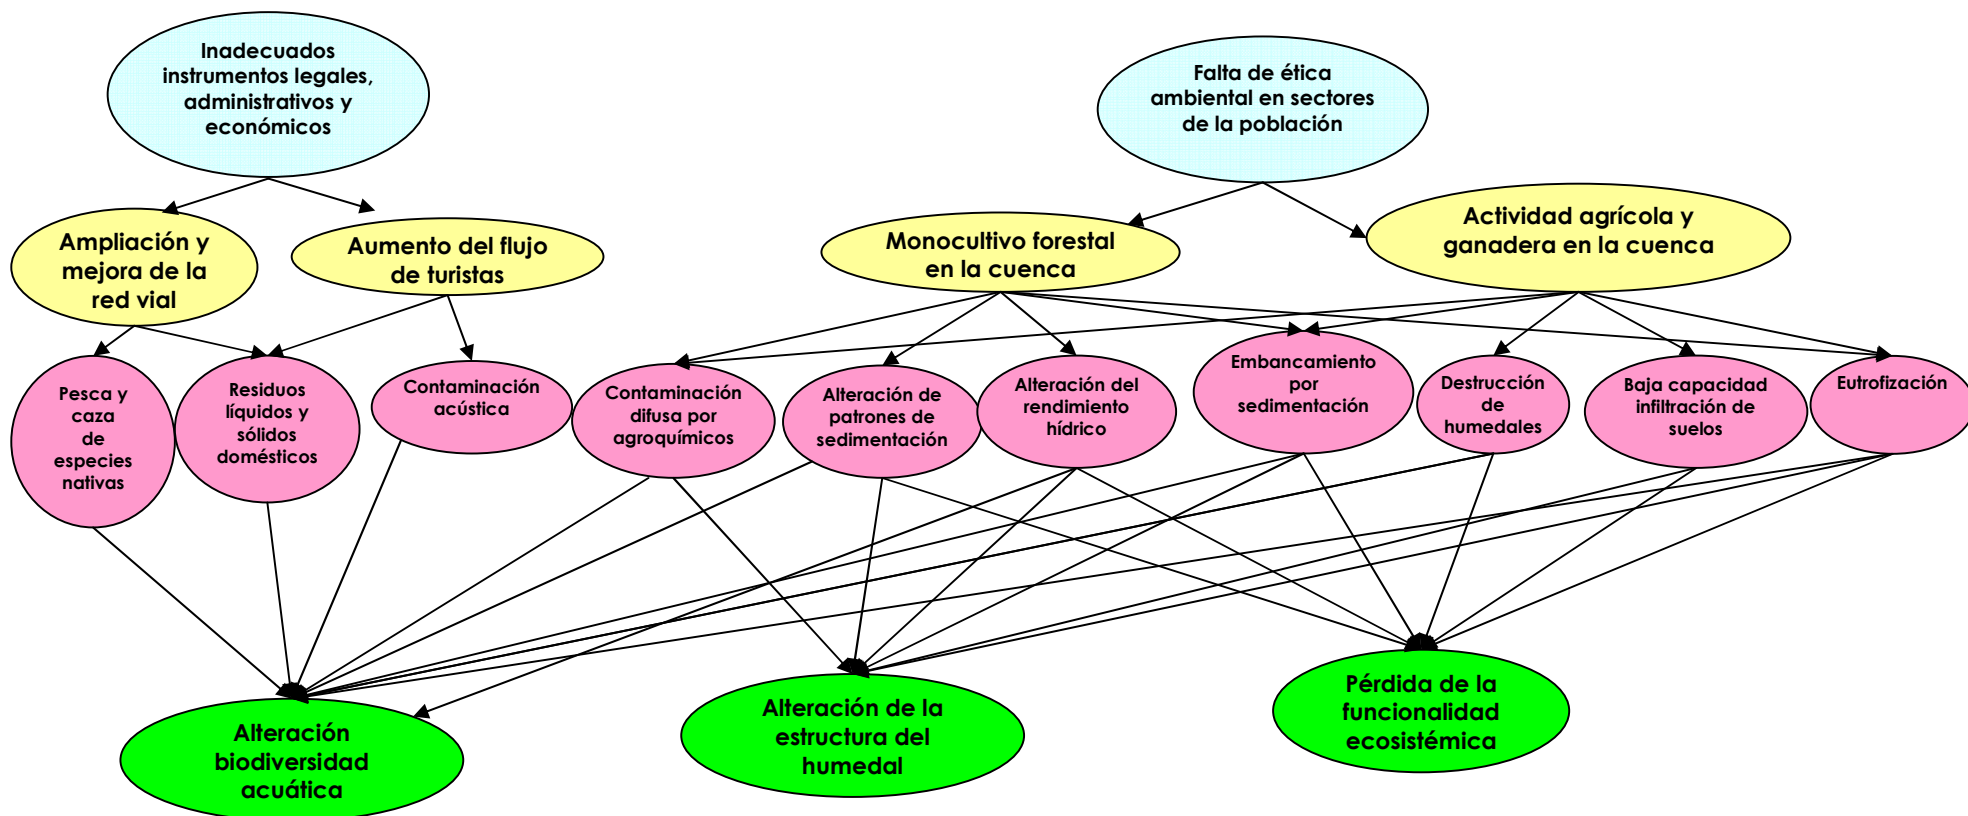 Inadecuados
instrumentos legales,
administrativos y
económicos
Falta de ética
ambiental en sectores
de la población
Ampliación y
mejora de la
red vial
Aumento del flujo
de turistas
Monocultivo forestal
en la cuenca
Actividad agrícola y
ganadera en la cuenca
Pesca y
caza
de
especies
nativas
Residuos
líquidos y
sólidos
domésticos
Contaminación
acústica
Contaminación
difusa por
agroquímicos
Alteración de
patrones de
sedimentación
Alteración del
rendimiento
hídrico
Embancamiento
por
sedimentación
Destrucción
de
humedales
Baja capacidad
infiltración de
suelos
Eutrofización
Alteración
biodiversidad
acuática
Alteración de la
estructura del
humedal
Pérdida de la
funcionalidad
ecosistémica